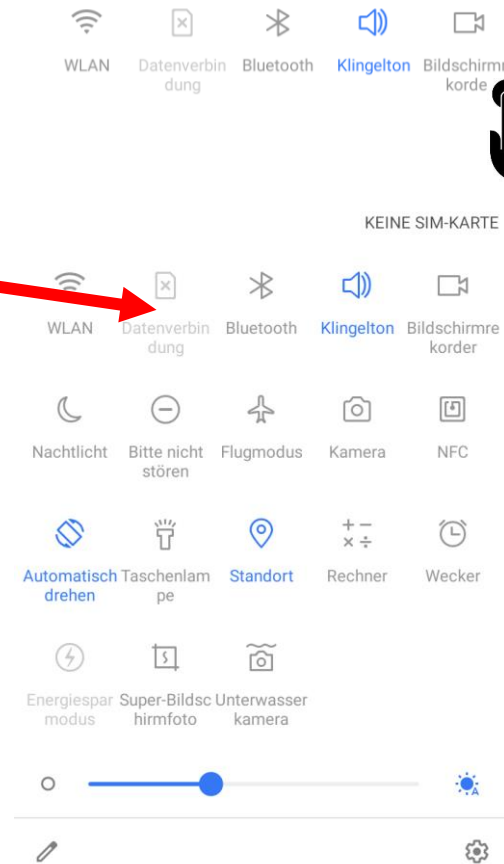 WLAN Datenverbin Bluetooth Klingelton Bildschirmr
dung korde
KEINE SIM-KARTE
WLAN Datenverbin Bluetooth Klingelton Bildschirmre
dung korder
Nachtlicht Bitte nicht Flugmodus Kamera NFC
stören
Automatisch Taschenlam Standort Rechner Wecker
drehen pe
Energiespar Super-Bildsc Unterwasser
modus hirmfoto kamera